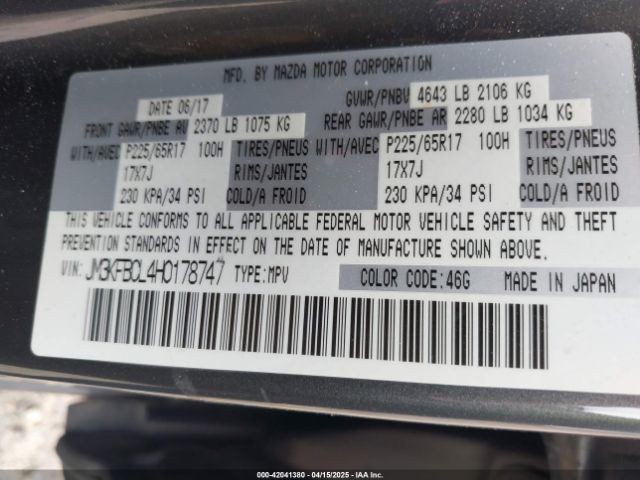 MFD. BY MAZDA MOTOR CORPORATION
DATE 06/17 GVWR/PNBV 4643 LB 2106 KG
FRONT GAWR/PNBE AV 2370 LB 1075 KG REAR GAWR/PNBE AR 2280 LB 1034 KG
WITH/AVEC P225/65R17 100H TIRES/PNEUS WITH/AVEC P225/65R17 100H TIRES/PNEUS
17X7J RIMS/JANTES 17X7J RIMS/JANTES
230 KPA/34 PSI COLD/A FROID 230 KPA/34 PSI COLD/A FROID
THIS VEHICLE CONFORMS TO ALL APPLICABLE FEDERAL MOTOR VEHICLE SAFETY AND THEFT
PREVENTION STANDARDS IN EFFECT ON THE DATE OF MANUFACTURE SHOWN ABOVE.
VIN: JM3KFBCL4H0178747 TYPE:MPV COLOR CODE:46G MADE IN JAPAN
000-42041380 - 04/15/2025 - IAAI.COM